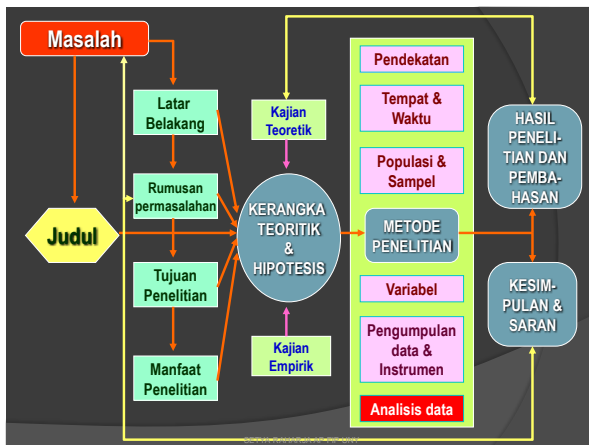 Masalah
Latar
Belakang
Rumusan
permasalahan
Judul
Tujuan
Penelitian
Manfaat
Penelitian
Kajian
Teoretik
KERANGKA
TEORITIK
&
HIPOTESIS
Kajian
Empirik
Pendekatan
Tempat &
Waktu
Populasi &
Sampel
METODE
PENELITIAN
Variabel
Pengumpulan
data &
Instrumen
Analisis data
HASIL
PENELI-
TIAN DAN
PEMBA-
HASAN
KESIM-
PULAN &
SARAN